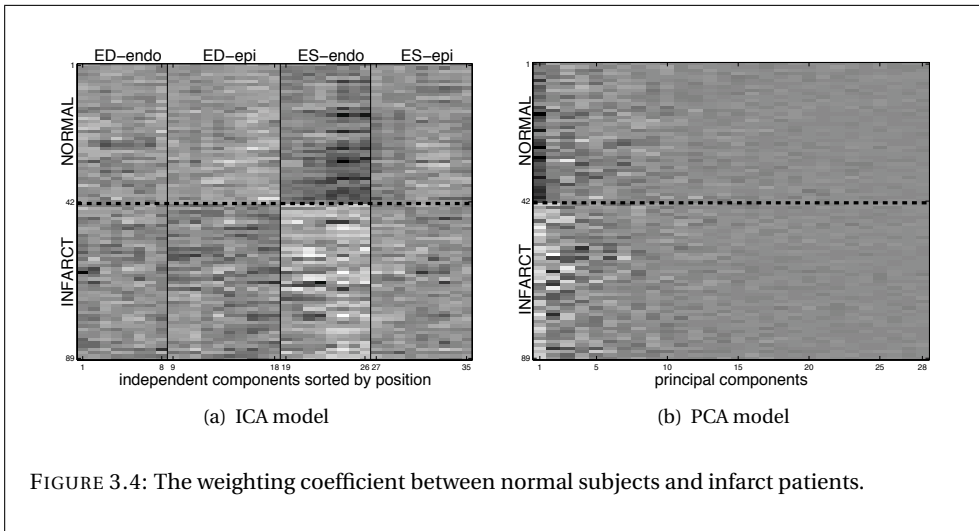 ED−endo ED−epi ES−endo ES−epi
1
NORMAL
42
INFARCT
89
1 8 9 18 19 26 27 35
independent components sorted by position
(a) ICA model
1
NORMAL
42
INFARCT
89
1 5 10 15 20 25 28
principal components
(b) PCA model
FIGURE 3.4: The weighting coefficient between normal subjects and infarct patients.